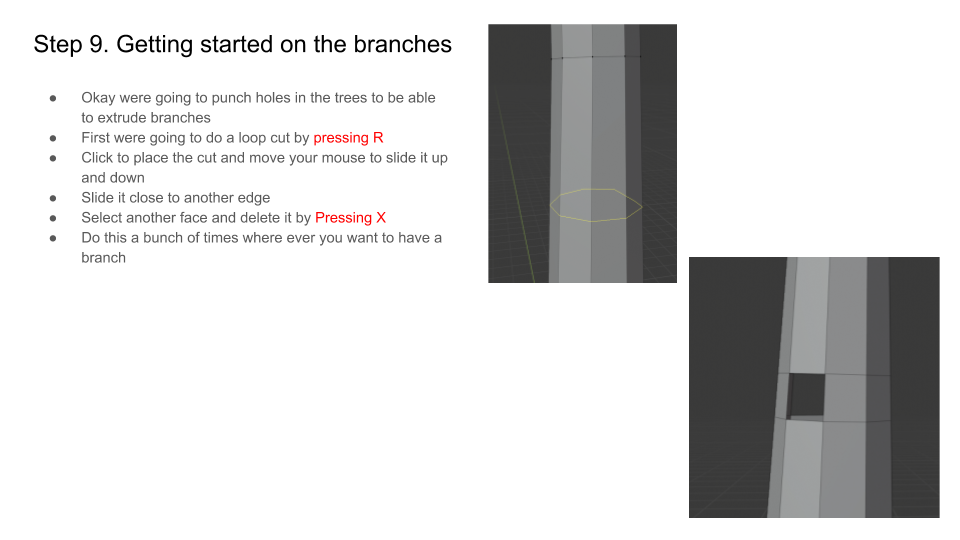 Step 9. Getting started on the branches
● Okay were going to punch holes in the trees to be able
to extrude branches
● First were going to do a loop cut by pressing R
● Click to place the cut and move your mouse to slide it up
and down
● Slide it close to another edge
● Select another face and delete it by Pressing X
● Do this a bunch of times where ever you want to have a
branch